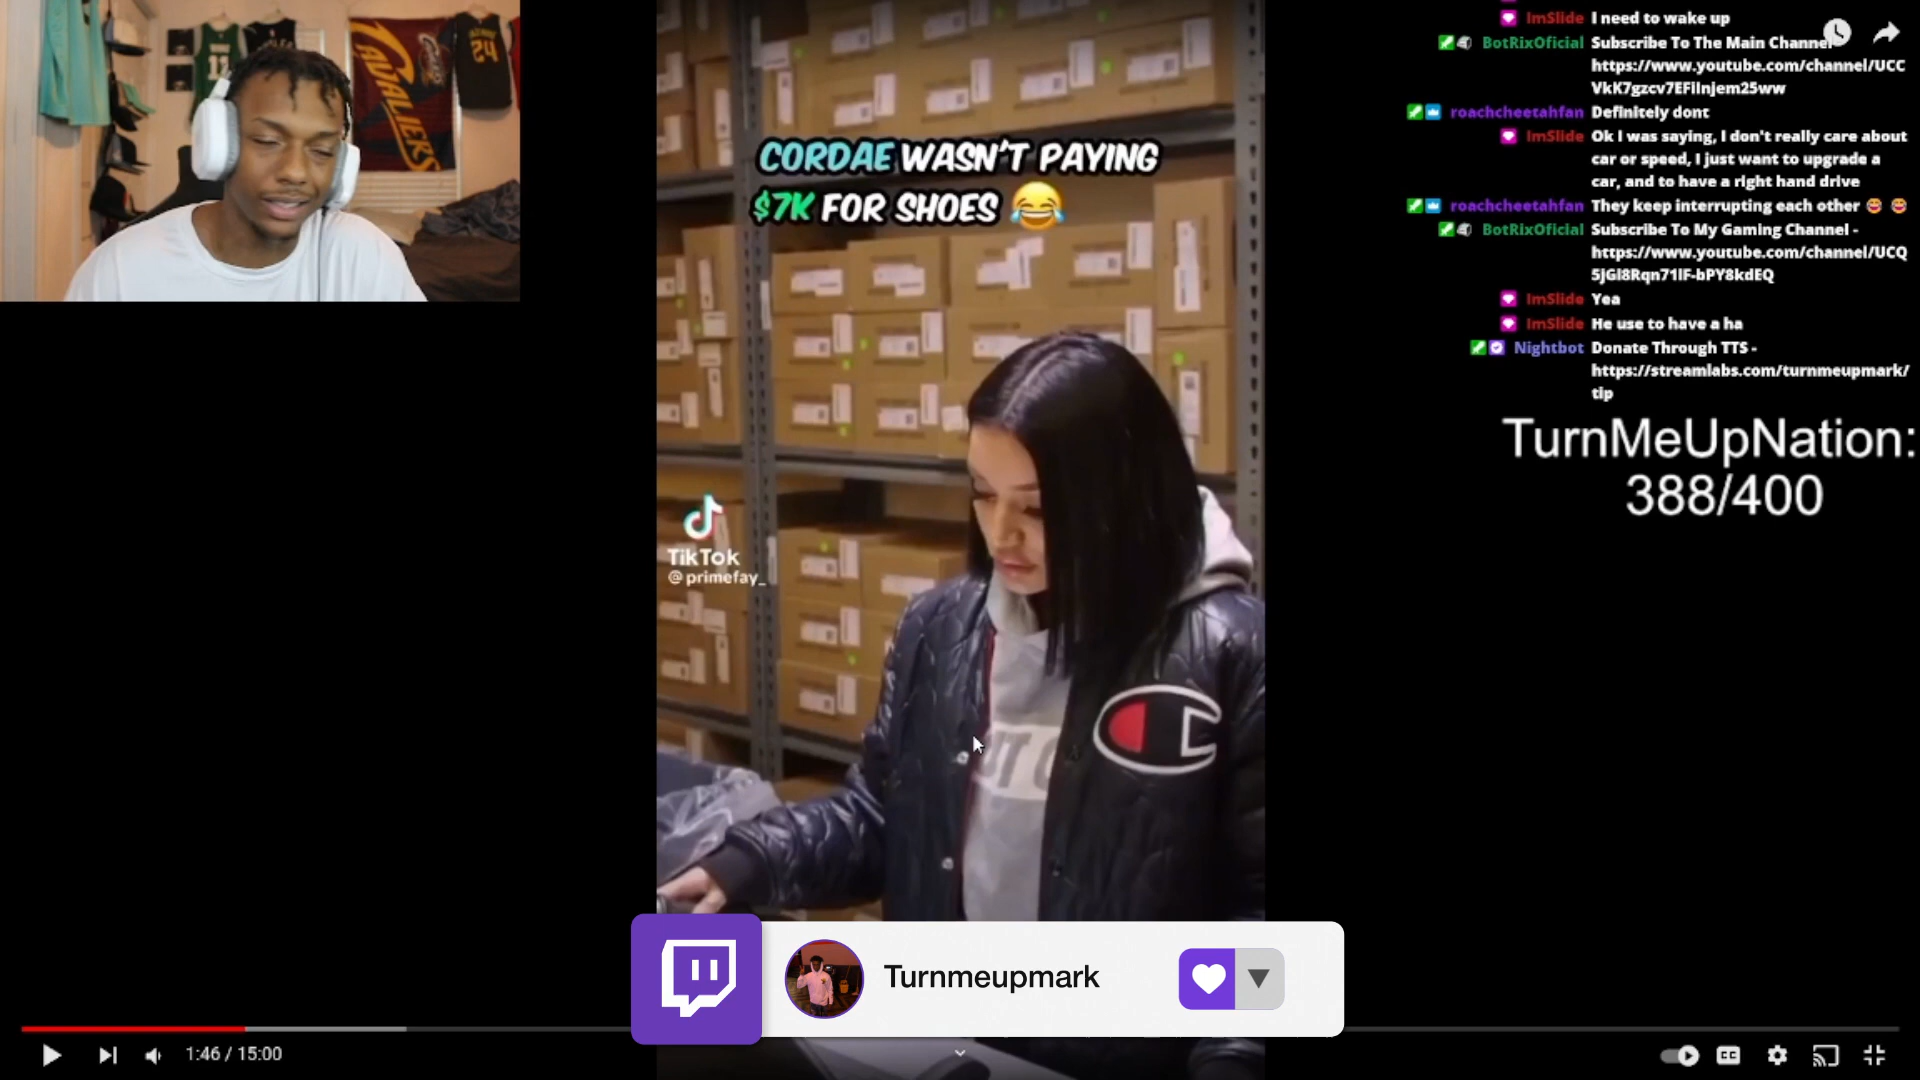 ImSlide I need to wake up
BotRixOficial Subscribe To The Main Channel
https://www.youtube.com/channel/UCC
VkK7gzcv7EFiInjem25ww
roachcheetahfan Definitely dont
ImSlide Ok I was saying, I don't really care about
car or speed, I just want to upgrade a
car, and to have a right hand drive
roachcheetahfan They keep interrupting each other 😂 😂
BotRixOficial Subscribe To My Gaming Channel -
https://www.youtube.com/channel/UCQ
5jGl8Rqn71lF-bPY8kdEQ
ImSlide Yea
ImSlide He use to have a ha
Nightbot Donate Through TTS -
https://streamlabs.com/turnmeupmark/
tip
TurnMeUpNation:
388/400
CAVALIERS
24
CORDAE WASN'T PAYING
$7K FOR SHOES 😂
TikTok
@primefay_
Turnmeupmark
1:46 / 15:00
CC